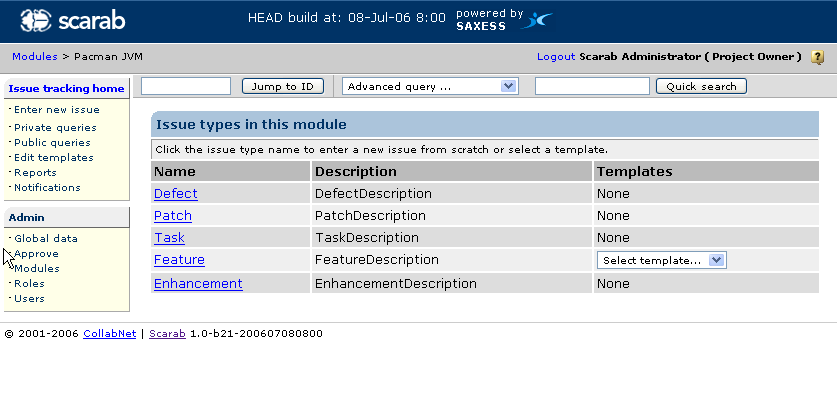 scarab HEAD build at: 08-Jul-06 8:00 powered by SAXESS
Modules > Pacman JVM Logout Scarab Administrator ( Project Owner ) ?
Issue tracking home
Enter new issue
Private queries
Public queries
Edit templates
Reports
Notifications
Admin
Global data
Approve
Modules
Roles
Users
Jump to ID Advanced query ... Quick search
Issue types in this module
Click the issue type name to enter a new issue from scratch or select a template.
Name Description Templates
Defect DefectDescription None
Patch PatchDescription None
Task TaskDescription None
Feature FeatureDescription Select template...
Enhancement EnhancementDescription None
© 2001-2006 CollabNet | Scarab 1.0-b21-200607080800